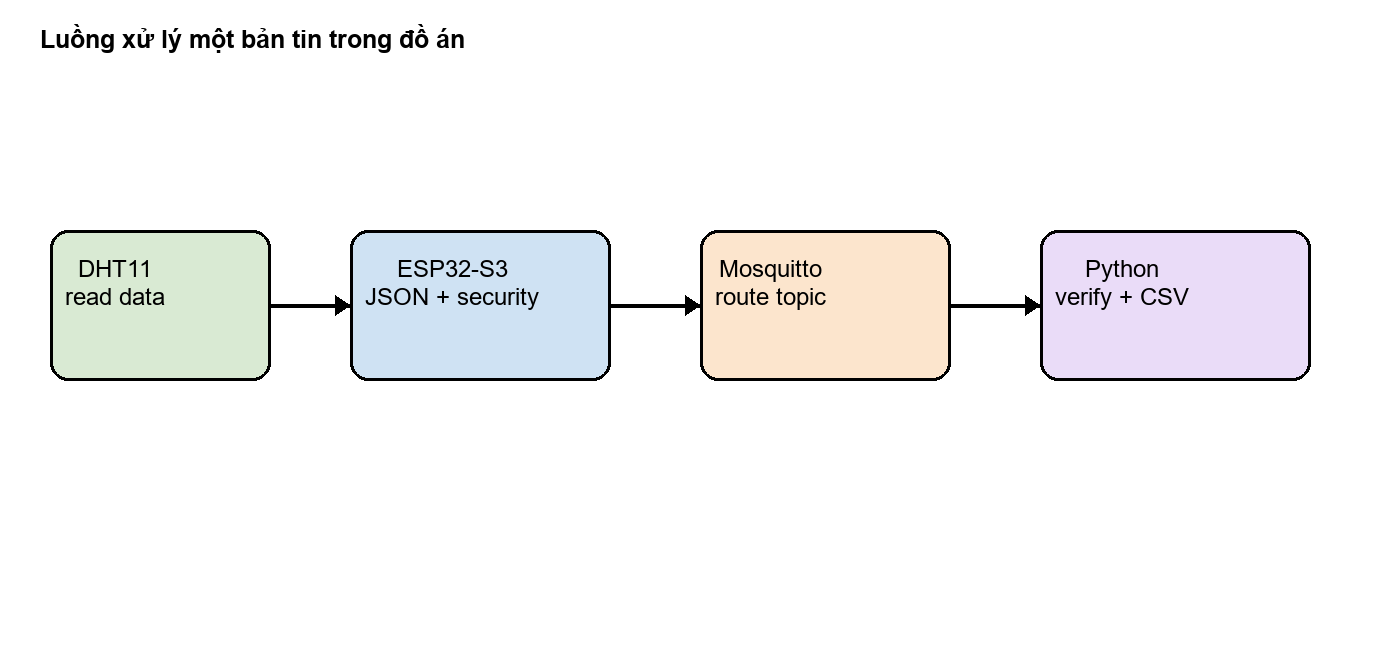 Luồng xử lý một bản tin trong đồ án
DHT11
read data
ESP32-S3
JSON + security
Mosquitto
route topic
Python
verify + CSV